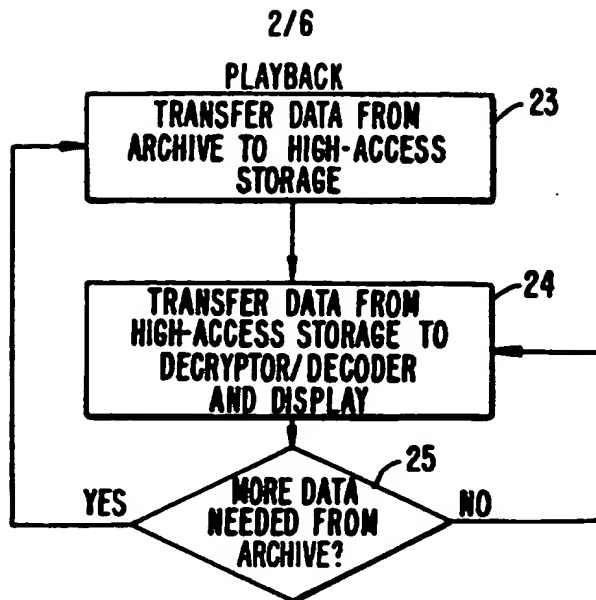 2/6
PLAYBACK
TRANSFER DATA FROM
ARCHIVE TO HIGH-ACCESS
STORAGE
23
TRANSFER DATA FROM
HIGH-ACCESS STORAGE TO
DECRYPTOR/DECODER
AND DISPLAY
24
MORE DATA
NEEDED FROM
ARCHIVE?
25
YES
NO